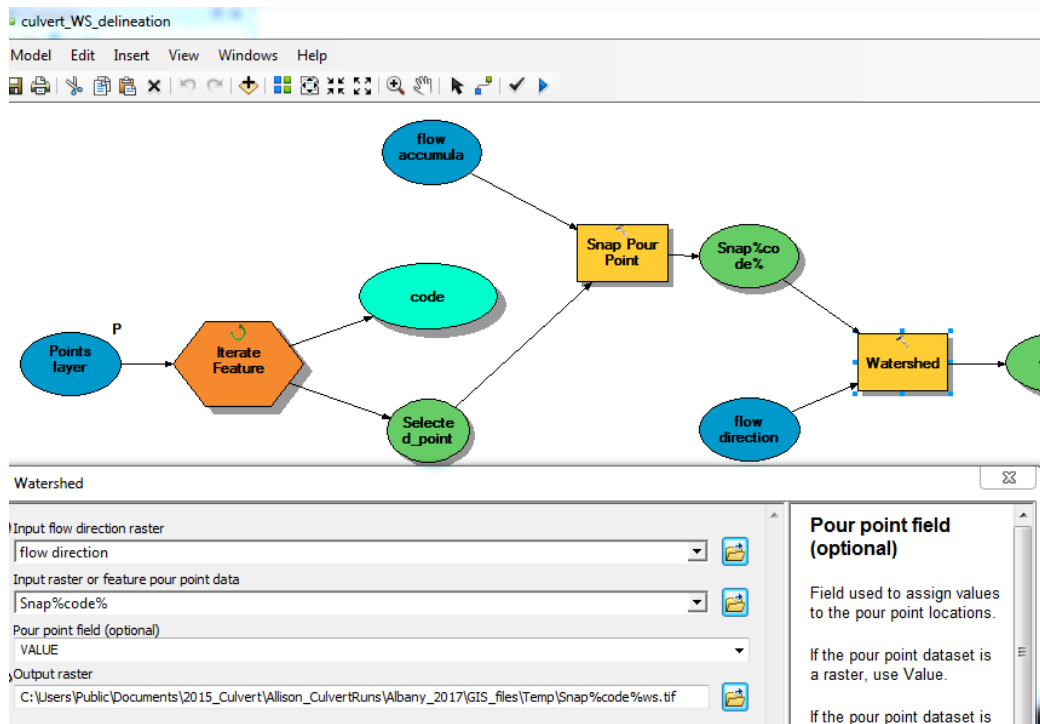 culvert_WS_delineation
Model Edit Insert View Windows Help
flow
accumula
Snap Pour
Point
Snap%co
de%
code
P
Points
layer
Iterate
Feature
Watershed
Selecte
d_point
flow
direction
Watershed
Input flow direction raster
flow direction
Input raster or feature pour point data
Snap%code%
Pour point field (optional)
VALUE
Output raster
C:\Users\Public\Documents\2015_Culvert\Allison_CulvertRuns\Albany_2017\GIS_files\Temp\Snap%code%ws.tif
Pour point field
(optional)
Field used to assign values
to the pour point locations.
If the pour point dataset is
a raster, use Value.
If the pour point dataset is